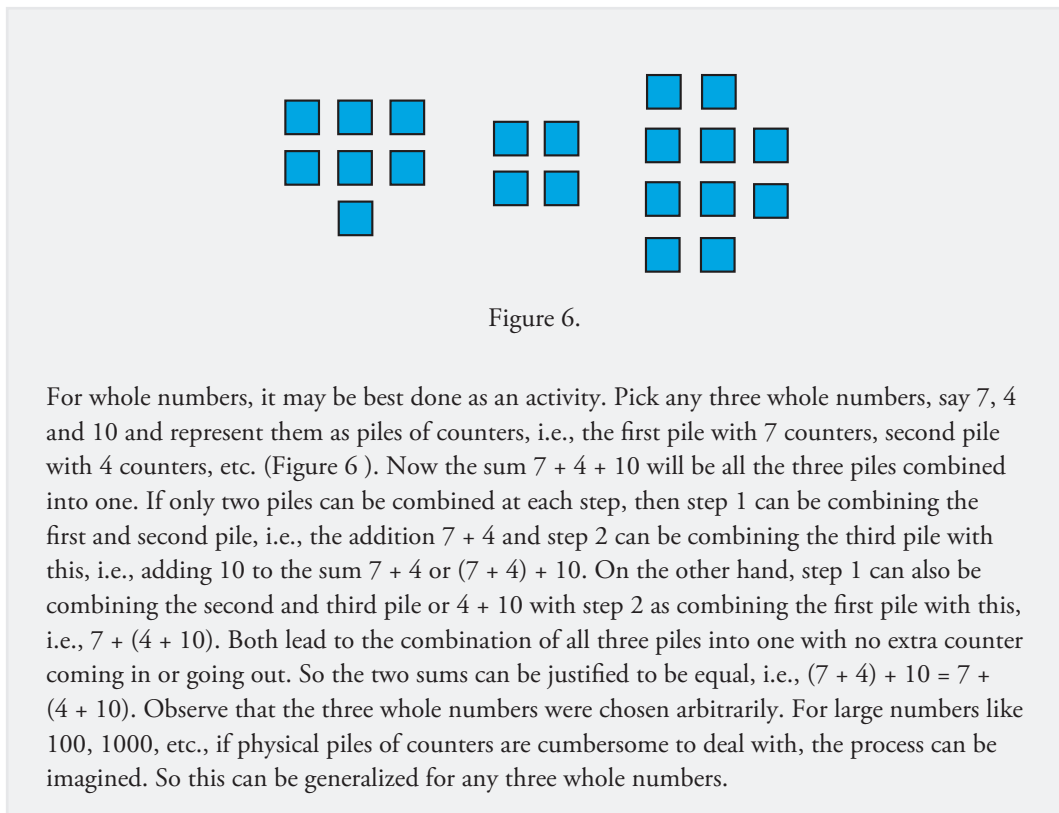 Figure 6.
For whole numbers, it may be best done as an activity. Pick any three whole numbers, say 7, 4
and 10 and represent them as piles of counters, i.e., the first pile with 7 counters, second pile
with 4 counters, etc. (Figure 6 ). Now the sum 7 + 4 + 10 will be all the three piles combined
into one. If only two piles can be combined at each step, then step 1 can be combining the
first and second pile, i.e., the addition 7 + 4 and step 2 can be combining the third pile with
this, i.e., adding 10 to the sum 7 + 4 or (7 + 4) + 10. On the other hand, step 1 can also be
combining the second and third pile or 4 + 10 with step 2 as combining the first pile with this,
i.e., 7 + (4 + 10). Both lead to the combination of all three piles into one with no extra counter
coming in or going out. So the two sums can be justified to be equal, i.e., (7 + 4) + 10 = 7 +
(4 + 10). Observe that the three whole numbers were chosen arbitrarily. For large numbers like
100, 1000, etc., if physical piles of counters are cumbersome to deal with, the process can be
imagined. So this can be generalized for any three whole numbers.